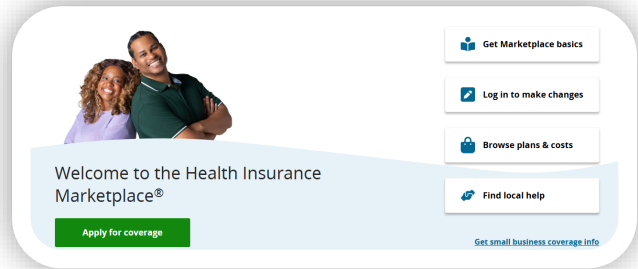 Welcome to the Health Insurance
Marketplace®
Apply for coverage
Get Marketplace basics
Log in to make changes
Browse plans & costs
Find local help
Get small business coverage info